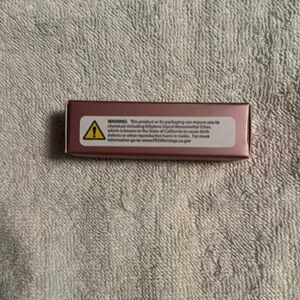 WARNING: This product or its packaging can expose you to
chemicals including Ethylene Glycol Monomethyl Ether,
which is known to the State of California to cause birth
defects or other reproductive harm in males. For more
information go to: www.P65Warnings.ca.gov